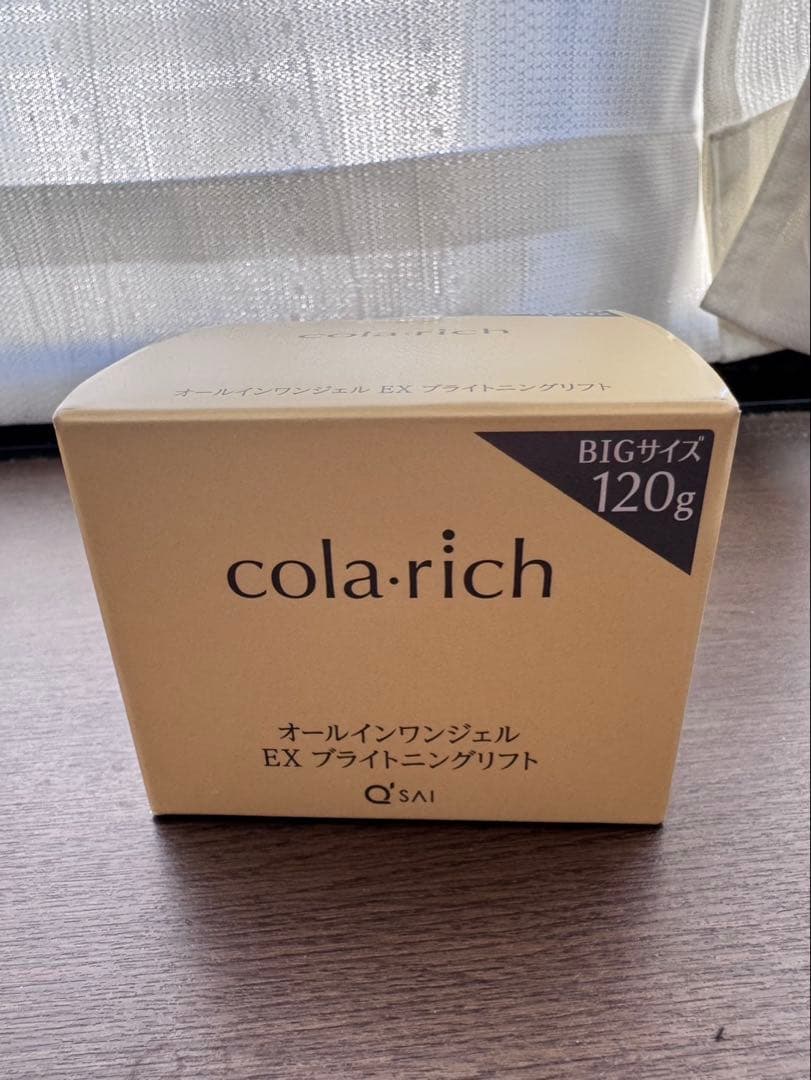 cola・rich
オールインワンジェル EX ブライトニングリフト
BIGサイズ
120g
cola・rich
オールインワンジェル
EX ブライトニングリフト
Q'SAI